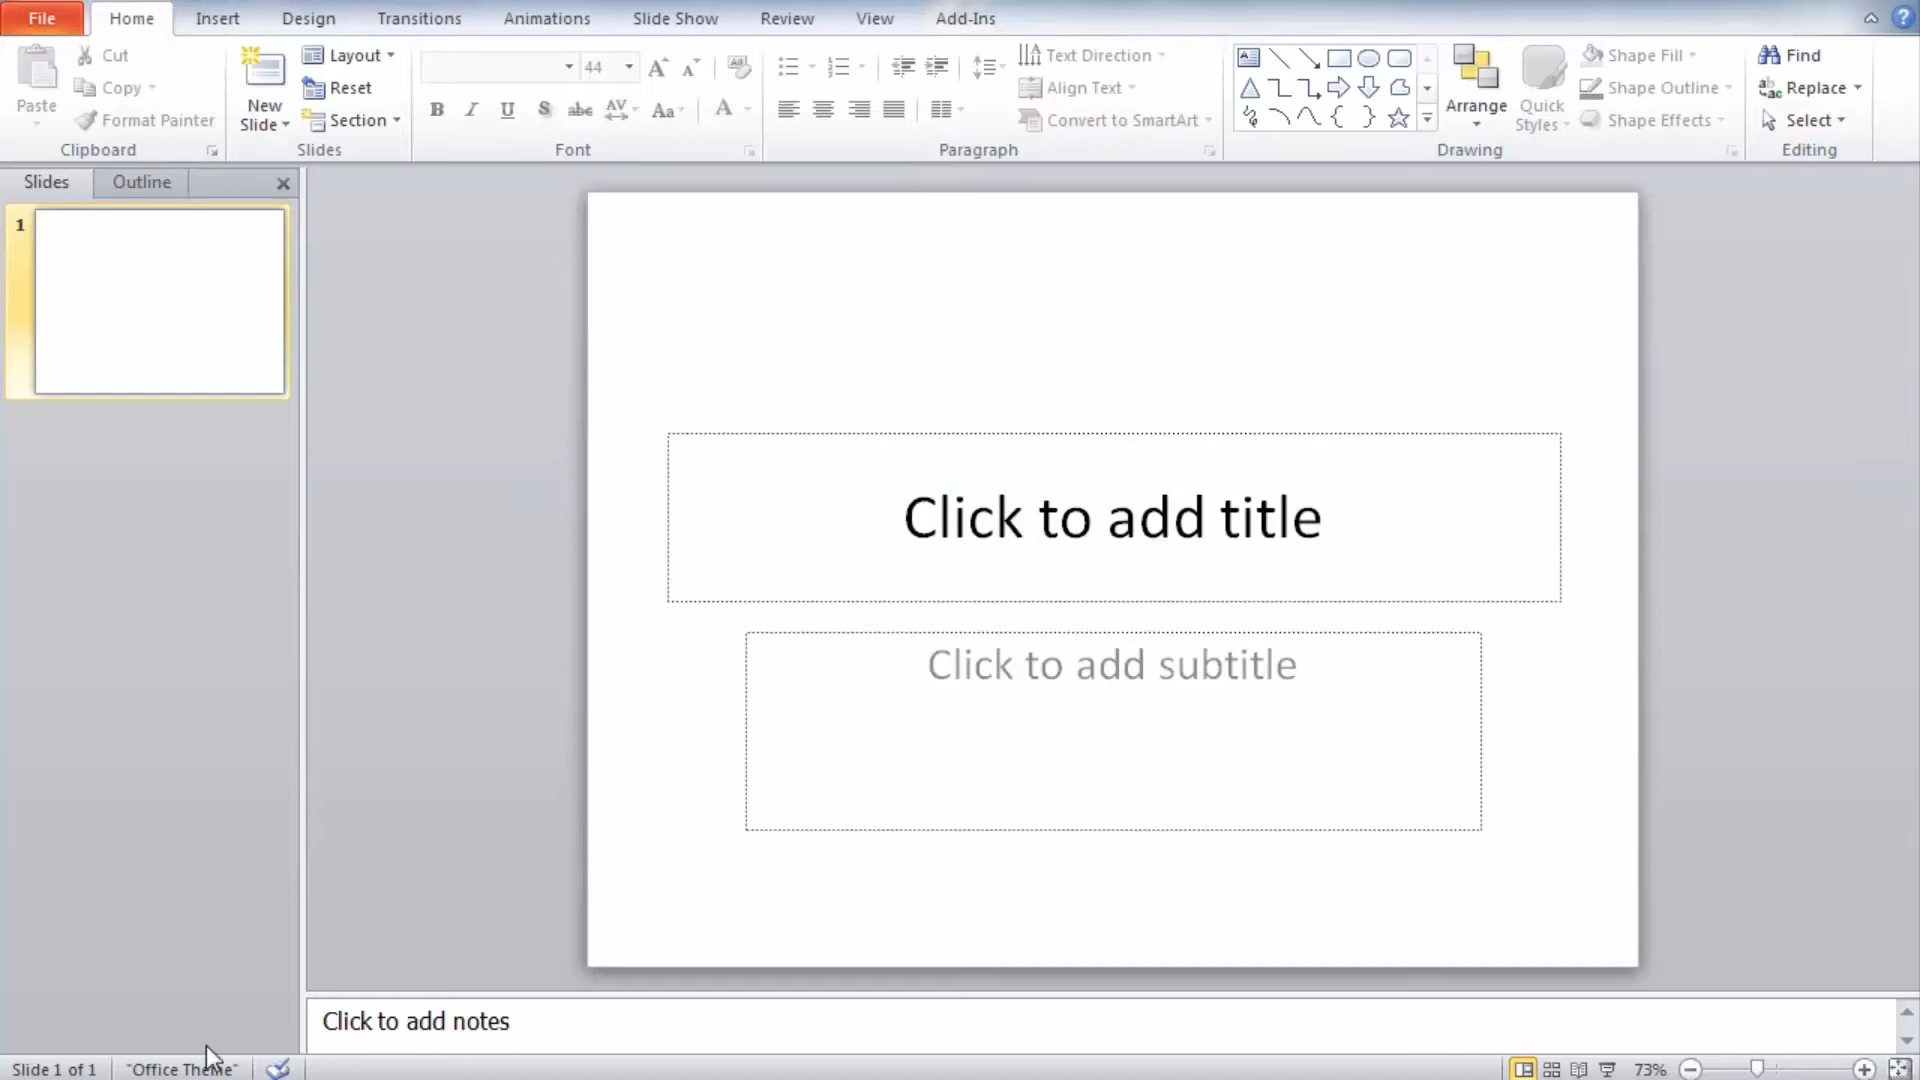 File Home Insert Design Transitions Animations Slide Show Review View Add-Ins
Paste
Cut
Copy
Format Painter
Clipboard
New
Slide
Layout
Reset
Section
Slides
44
B I U S abc AV Aa A
Font
Text Direction
Align Text
Convert to SmartArt
Paragraph
Arrange
Quick
Styles
Shape Fill
Shape Outline
Shape Effects
Drawing
Find
Replace
Select
Editing
Slides Outline
1
Click to add title
Click to add subtitle
Click to add notes
Slide 1 of 1 "Office Theme" 73%